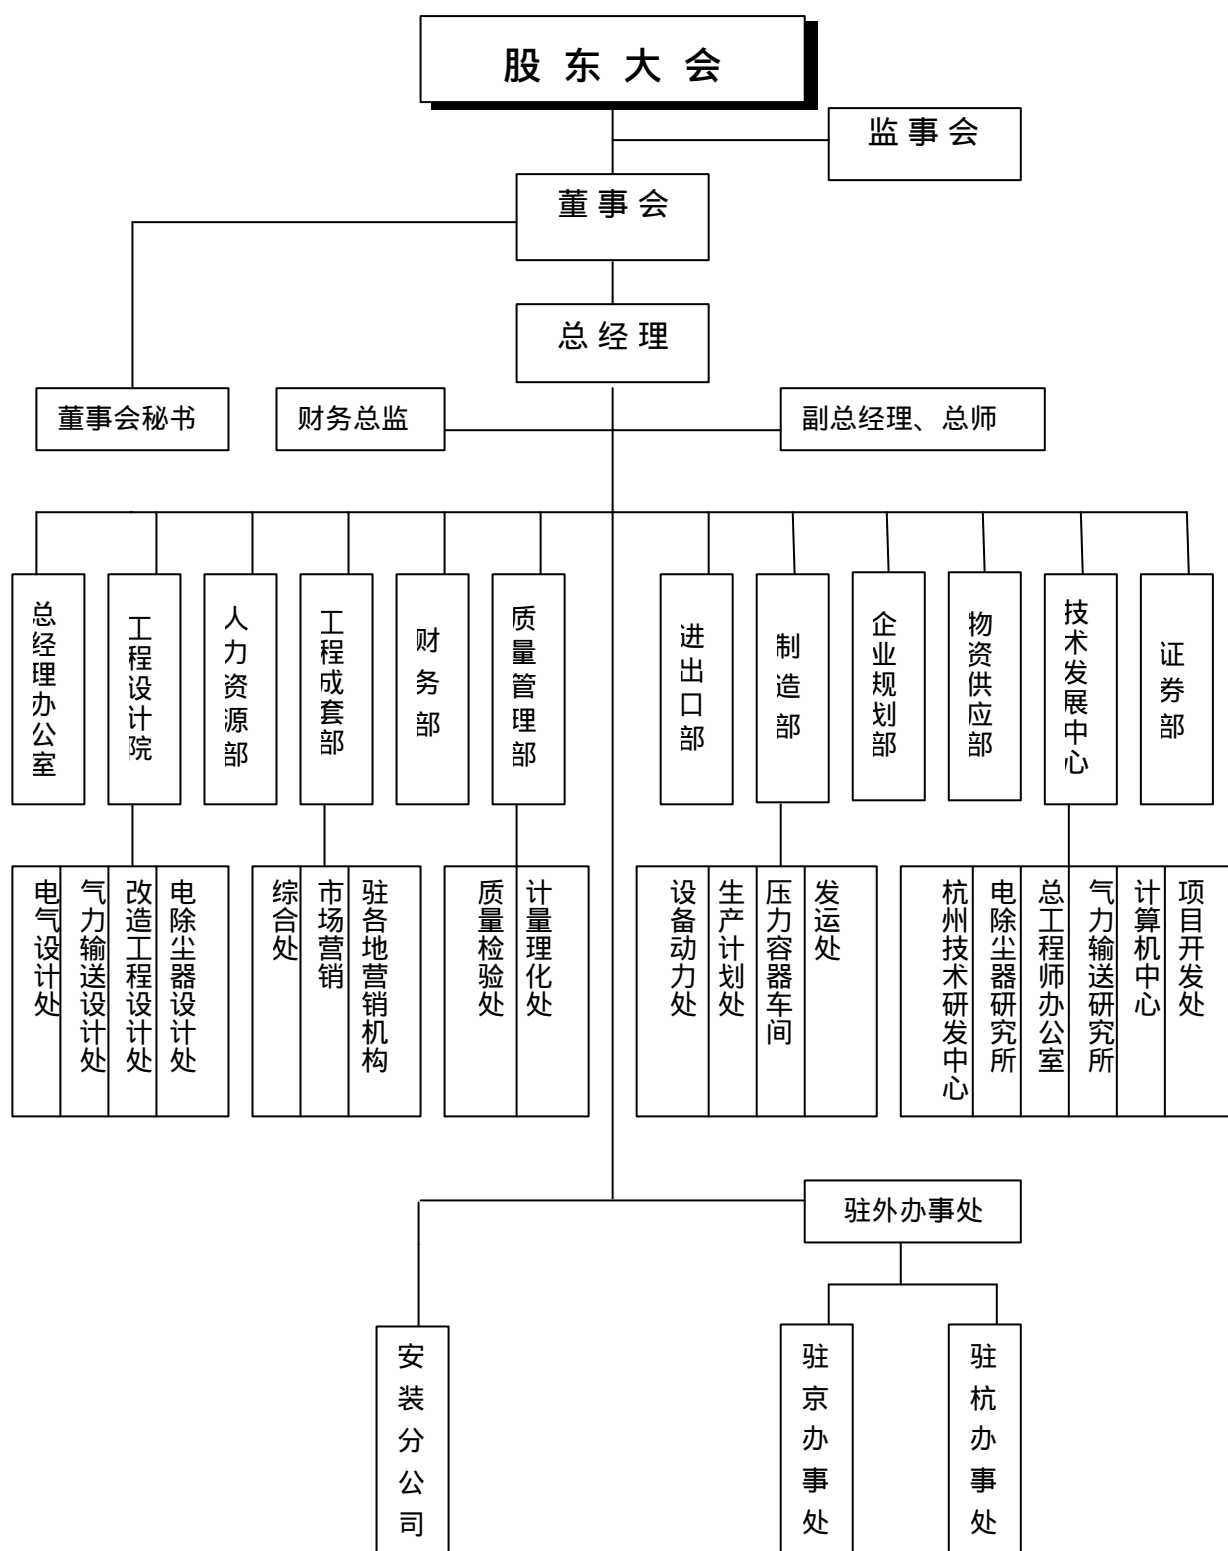 股东大会
监事会
董事会
总经理
董事会秘书
财务总监
副总经理、总师
总经理办公室
工程设计院
人力资源部
工程成套部
财务部
质量管理部
进出口部
制造部
企业规划部
物资供应部
技术发展中心
证券部
电气设计处
气力输送设计处
改造工程设计处
电除尘器设计处
综合处
市场营销
驻各地营销机构
质量检验处
计量理化处
设备动力处
生产计划处
压力容器车间
发运处
杭州技术研发中心
电除尘器研究所
总工程师办公室
气力输送研究所
计算机中心
项目开发处
驻外办事处
安装分公司
驻京办事处
驻杭办事处